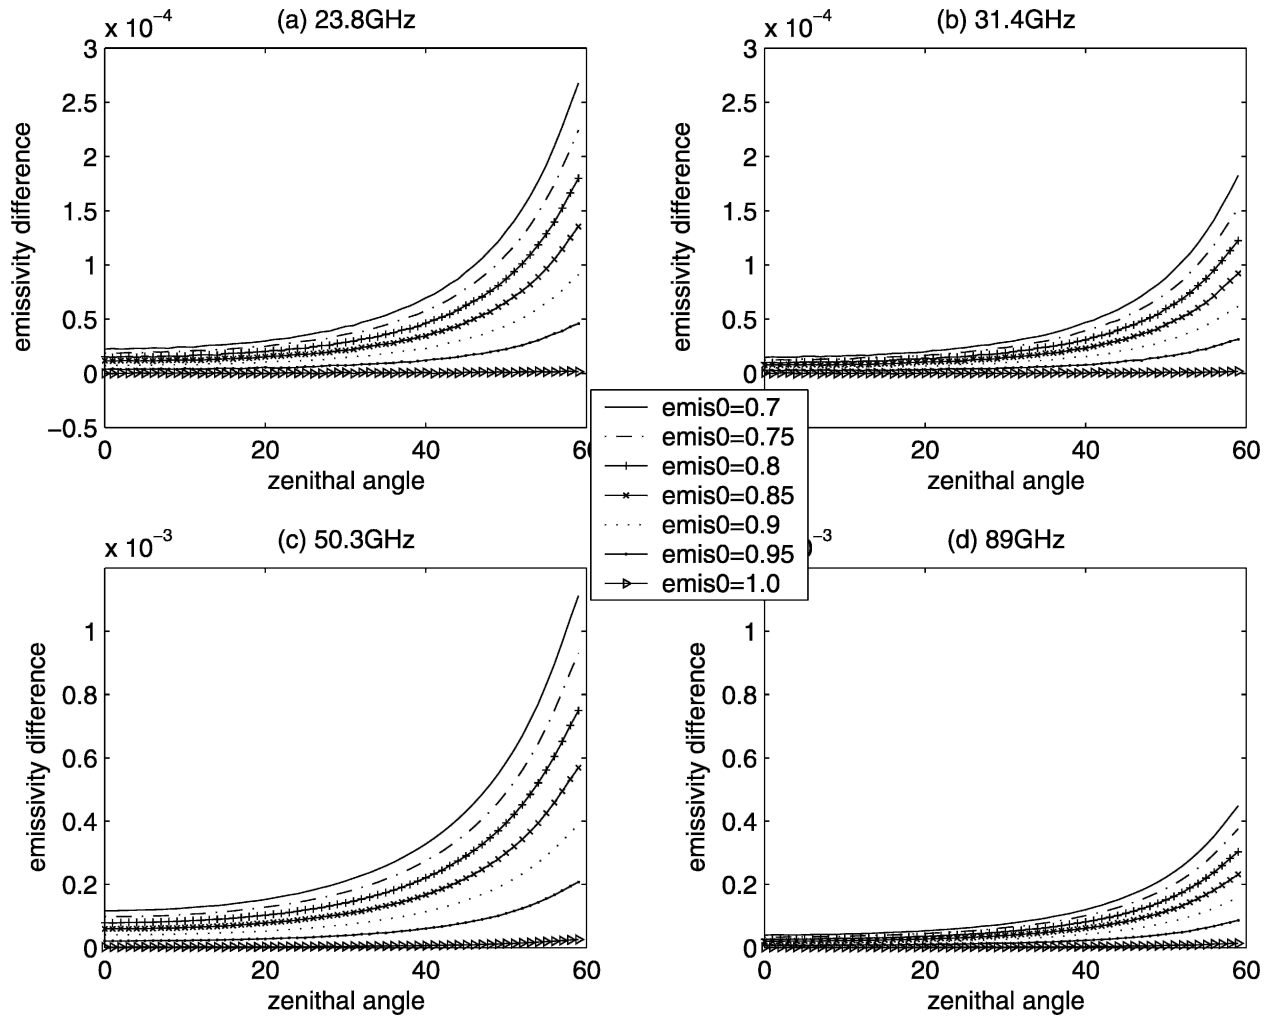 x 10−4
(a) 23.8GHz
3
2.5
2
1.5
1
0.5
0
−0.5
emissivity difference
0 20 40
zenithal angle
x 10−4
(b) 31.4GHz
3
2.5
2
1.5
1
0.5
0
emissivity difference
20 40 60
zenithal angle
emis0=0.7
emis0=0.75
emis0=0.8
emis0=0.85
emis0=0.9
emis0=0.95
emis0=1.0
x 10−3
(c) 50.3GHz
1
0.8
0.6
0.4
0.2
0
emissivity difference
0 20 40 60
zenithal angle
−3
(d) 89GHz
1
0.8
0.6
0.4
0.2
0
emissivity difference
0 20 40 60
zenithal angle